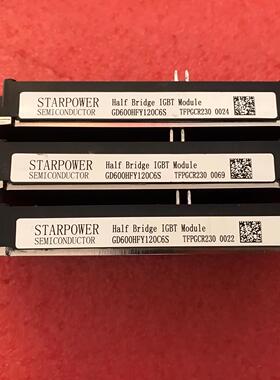 STARPOWER Half Bridge IGBT Module
SEMICONDUCTOR GD600HFY120C6S TFPGCR230 0024
STARPOWER Half Bridge IGBT Module
SEMICONDUCTOR GD600HFY120C6S TFPGCR230 0069
STARPOWER Half Bridge IGBT Module
SEMICONDUCTOR GD600HFY120C6S TFPGCR230 0022